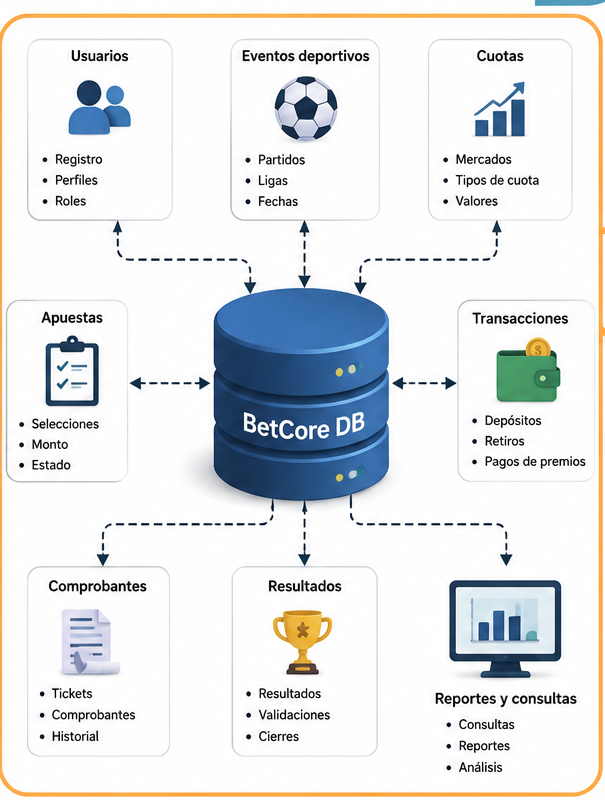 Usuarios
• Registro
• Perfiles
• Roles
Eventos deportivos
• Partidos
• Ligas
• Fechas
Cuotas
• Mercados
• Tipos de cuota
• Valores
Apuestas
• Selecciones
• Monto
• Estado
BetCore DB
Transacciones
$
• Depósitos
• Retiros
• Pagos de premios
Comprobantes
• Tickets
• Comprobantes
• Historial
Resultados
• Resultados
• Validaciones
• Cierres
Reportes y consultas
• Consultas
• Reportes
• Análisis